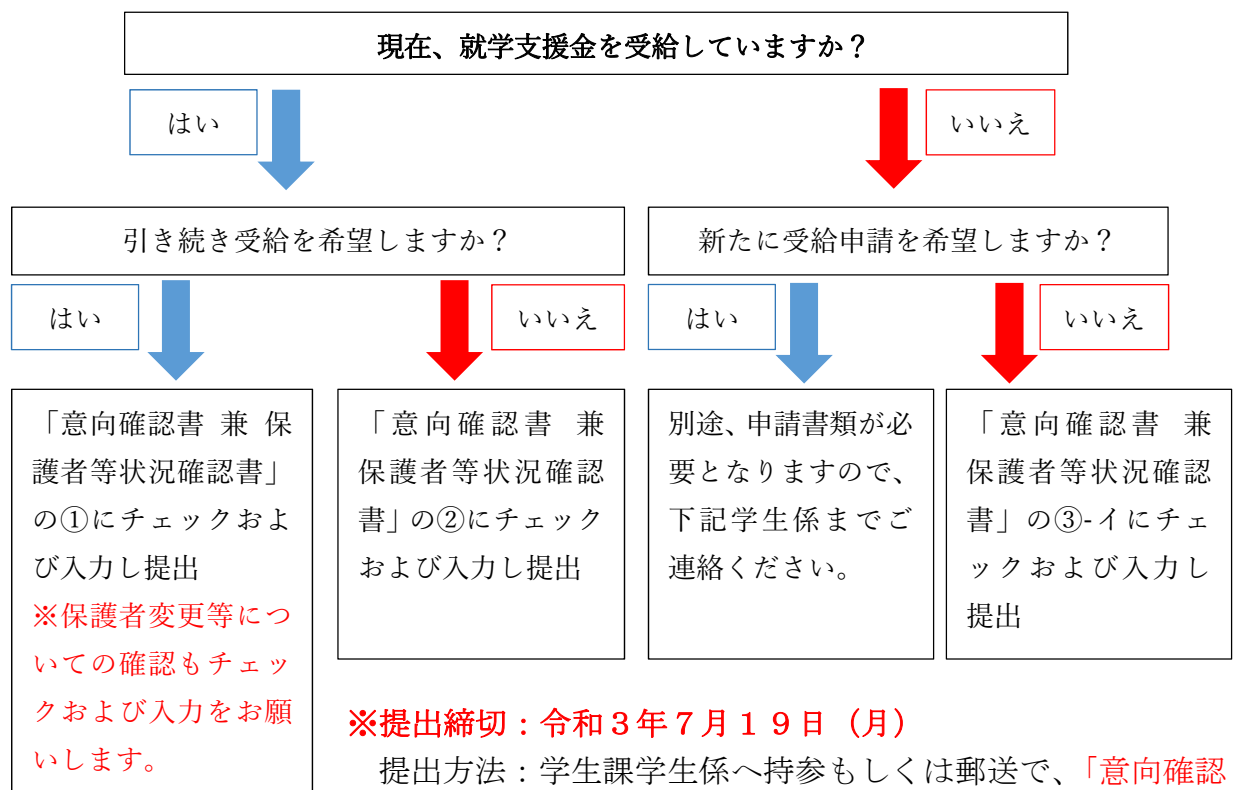 現在、就学支援金を受給していますか？
はい
いいえ
引き続き受給を希望しますか？
新たに受給申請を希望しますか？
はい
いいえ
はい
いいえ
「意向確認書 兼 保
護者等状況確認書」
の①にチェックおよ
び入力し提出
※保護者変更等につ
いての確認もチェッ
クおよび入力をお願
いします。
「意向確認書 兼
保護者等状況確認
書」の②にチェック
および入力し提出
別途、申請書類が必
要となりますので、
下記学生係までご
連絡ください。
「意向確認書 兼
保護者等状況確認
書」の③-イにチェ
ックおよび入力し
提出
※提出締切：令和３年７月１９日（月）
提出方法：学生課学生係へ持参もしくは郵送で、「意向確認